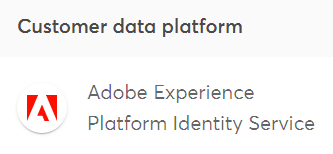 Customer data platform
Adobe Experience
Platform Identity Service